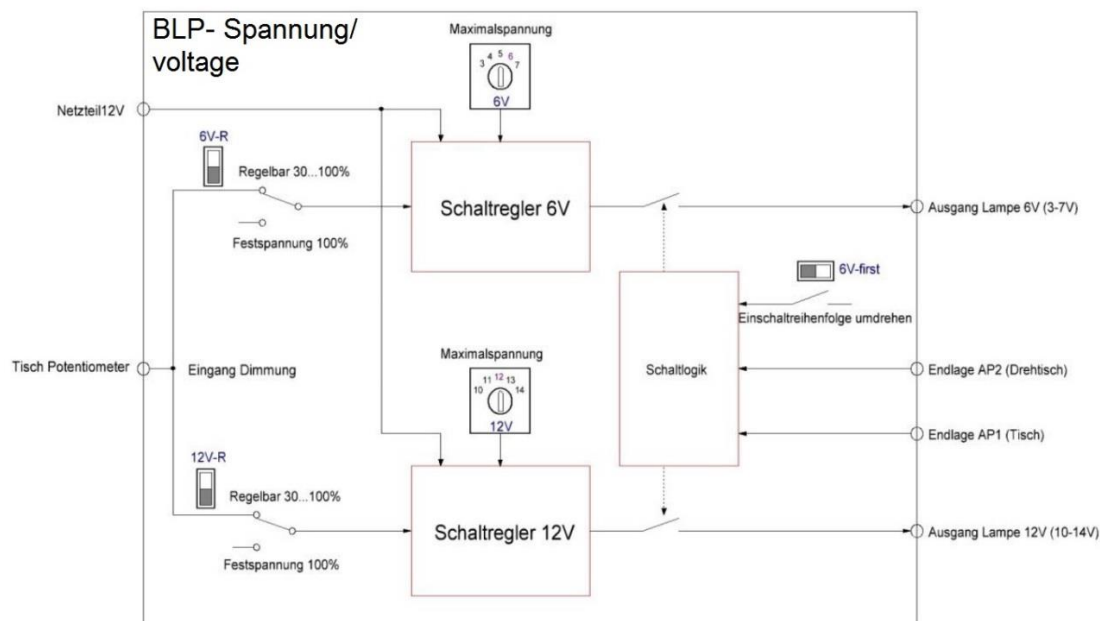 BLP- Spannung/
voltage
Maximalspannung
3 4 5 6 7
6V
Netzteil12V
6V-R
Regelbar 30...100%
Festspannung 100%
Schaltregler 6V
Ausgang Lampe 6V (3-7V)
6V-first
Einschaltreihenfolge umdrehen
Tisch Potentiometer
Eingang Dimmung
Maximalspannung
10 11 12 13 14
12V
Schaltlogik
Endlage AP2 (Drehtisch)
Endlage AP1 (Tisch)
12V-R
Regelbar 30...100%
Festspannung 100%
Schaltregler 12V
Ausgang Lampe 12V (10-14V)